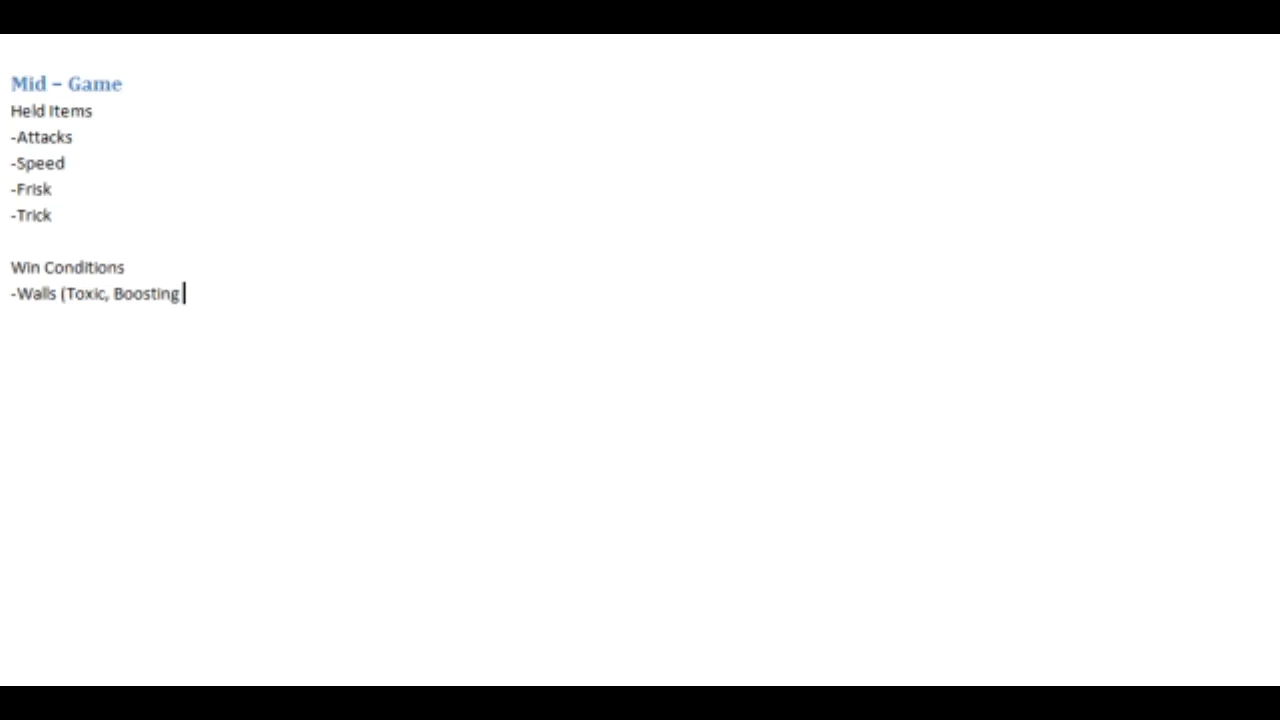 Mid – Game
Held Items
-Attacks
-Speed
-Frisk
-Trick
Win Conditions
-Walls (Toxic, Boosting